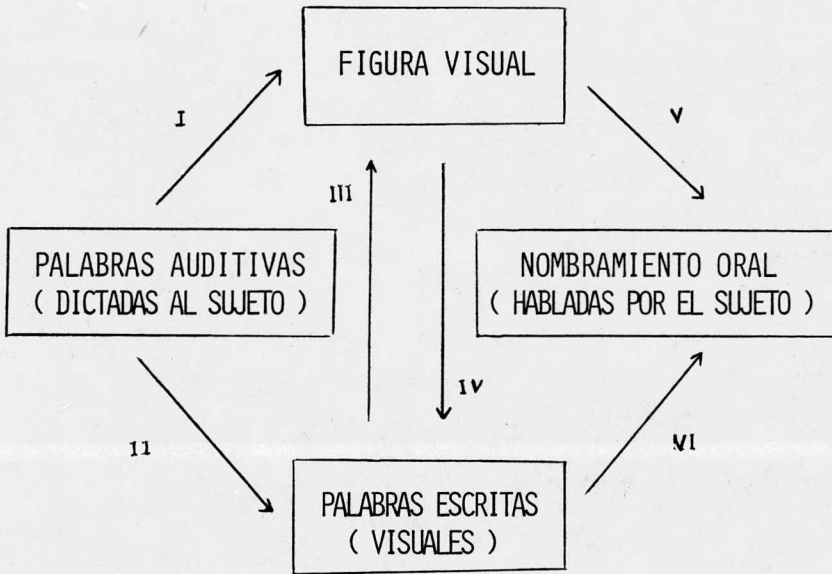 FIGURA VISUAL
I
V
III
PALABRAS AUDITIVAS
( DICTADAS AL SUJETO )
NOMBRAMIENTO ORAL
( HABLADAS POR EL SUJETO )
IV
II
VI
PALABRAS ESCRITAS
( VISUALES )